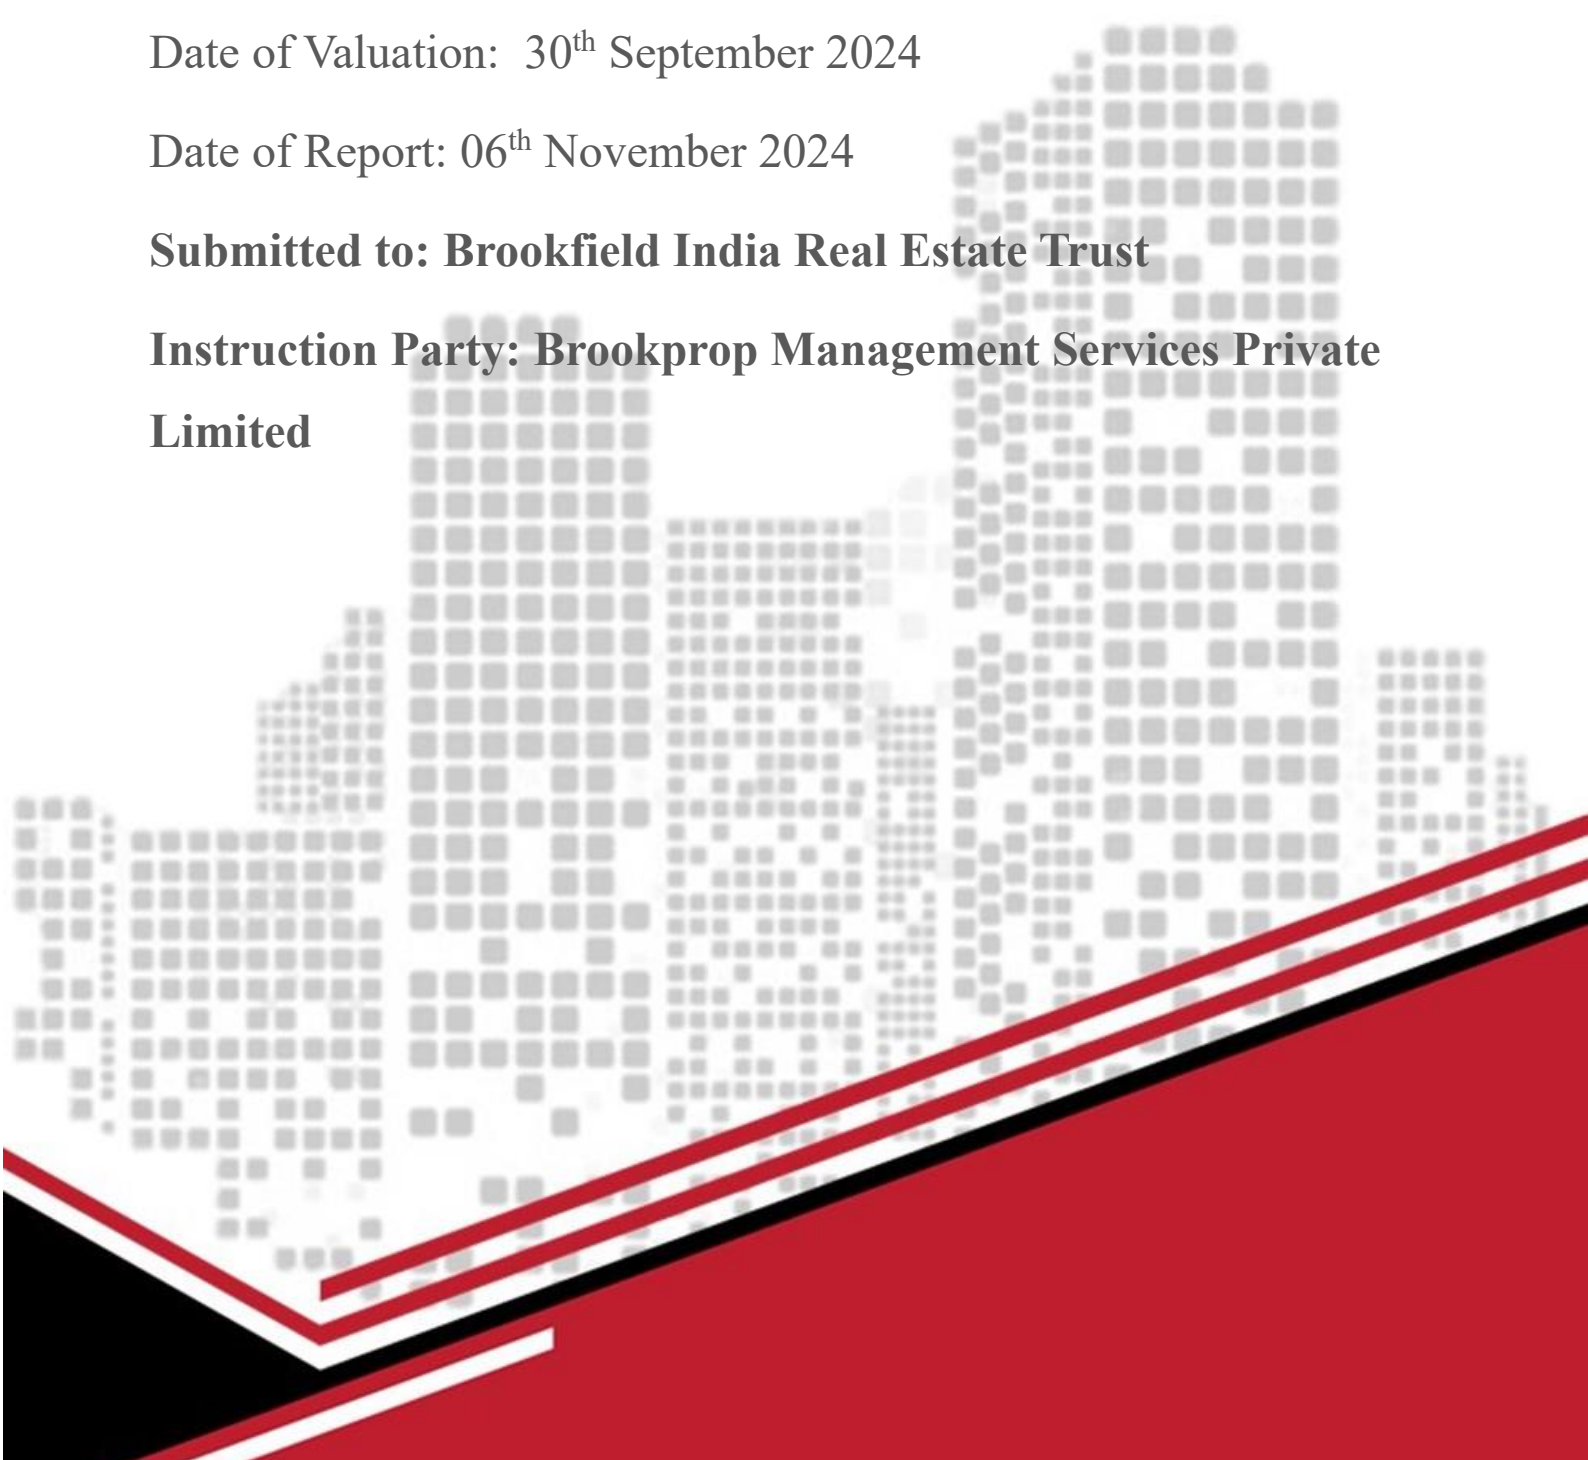 Date of Valuation: 30th September 2024
Date of Report: 06th November 2024
Submitted to: Brookfield India Real Estate Trust
Instruction Party: Brookprop Management Services Private
Limited